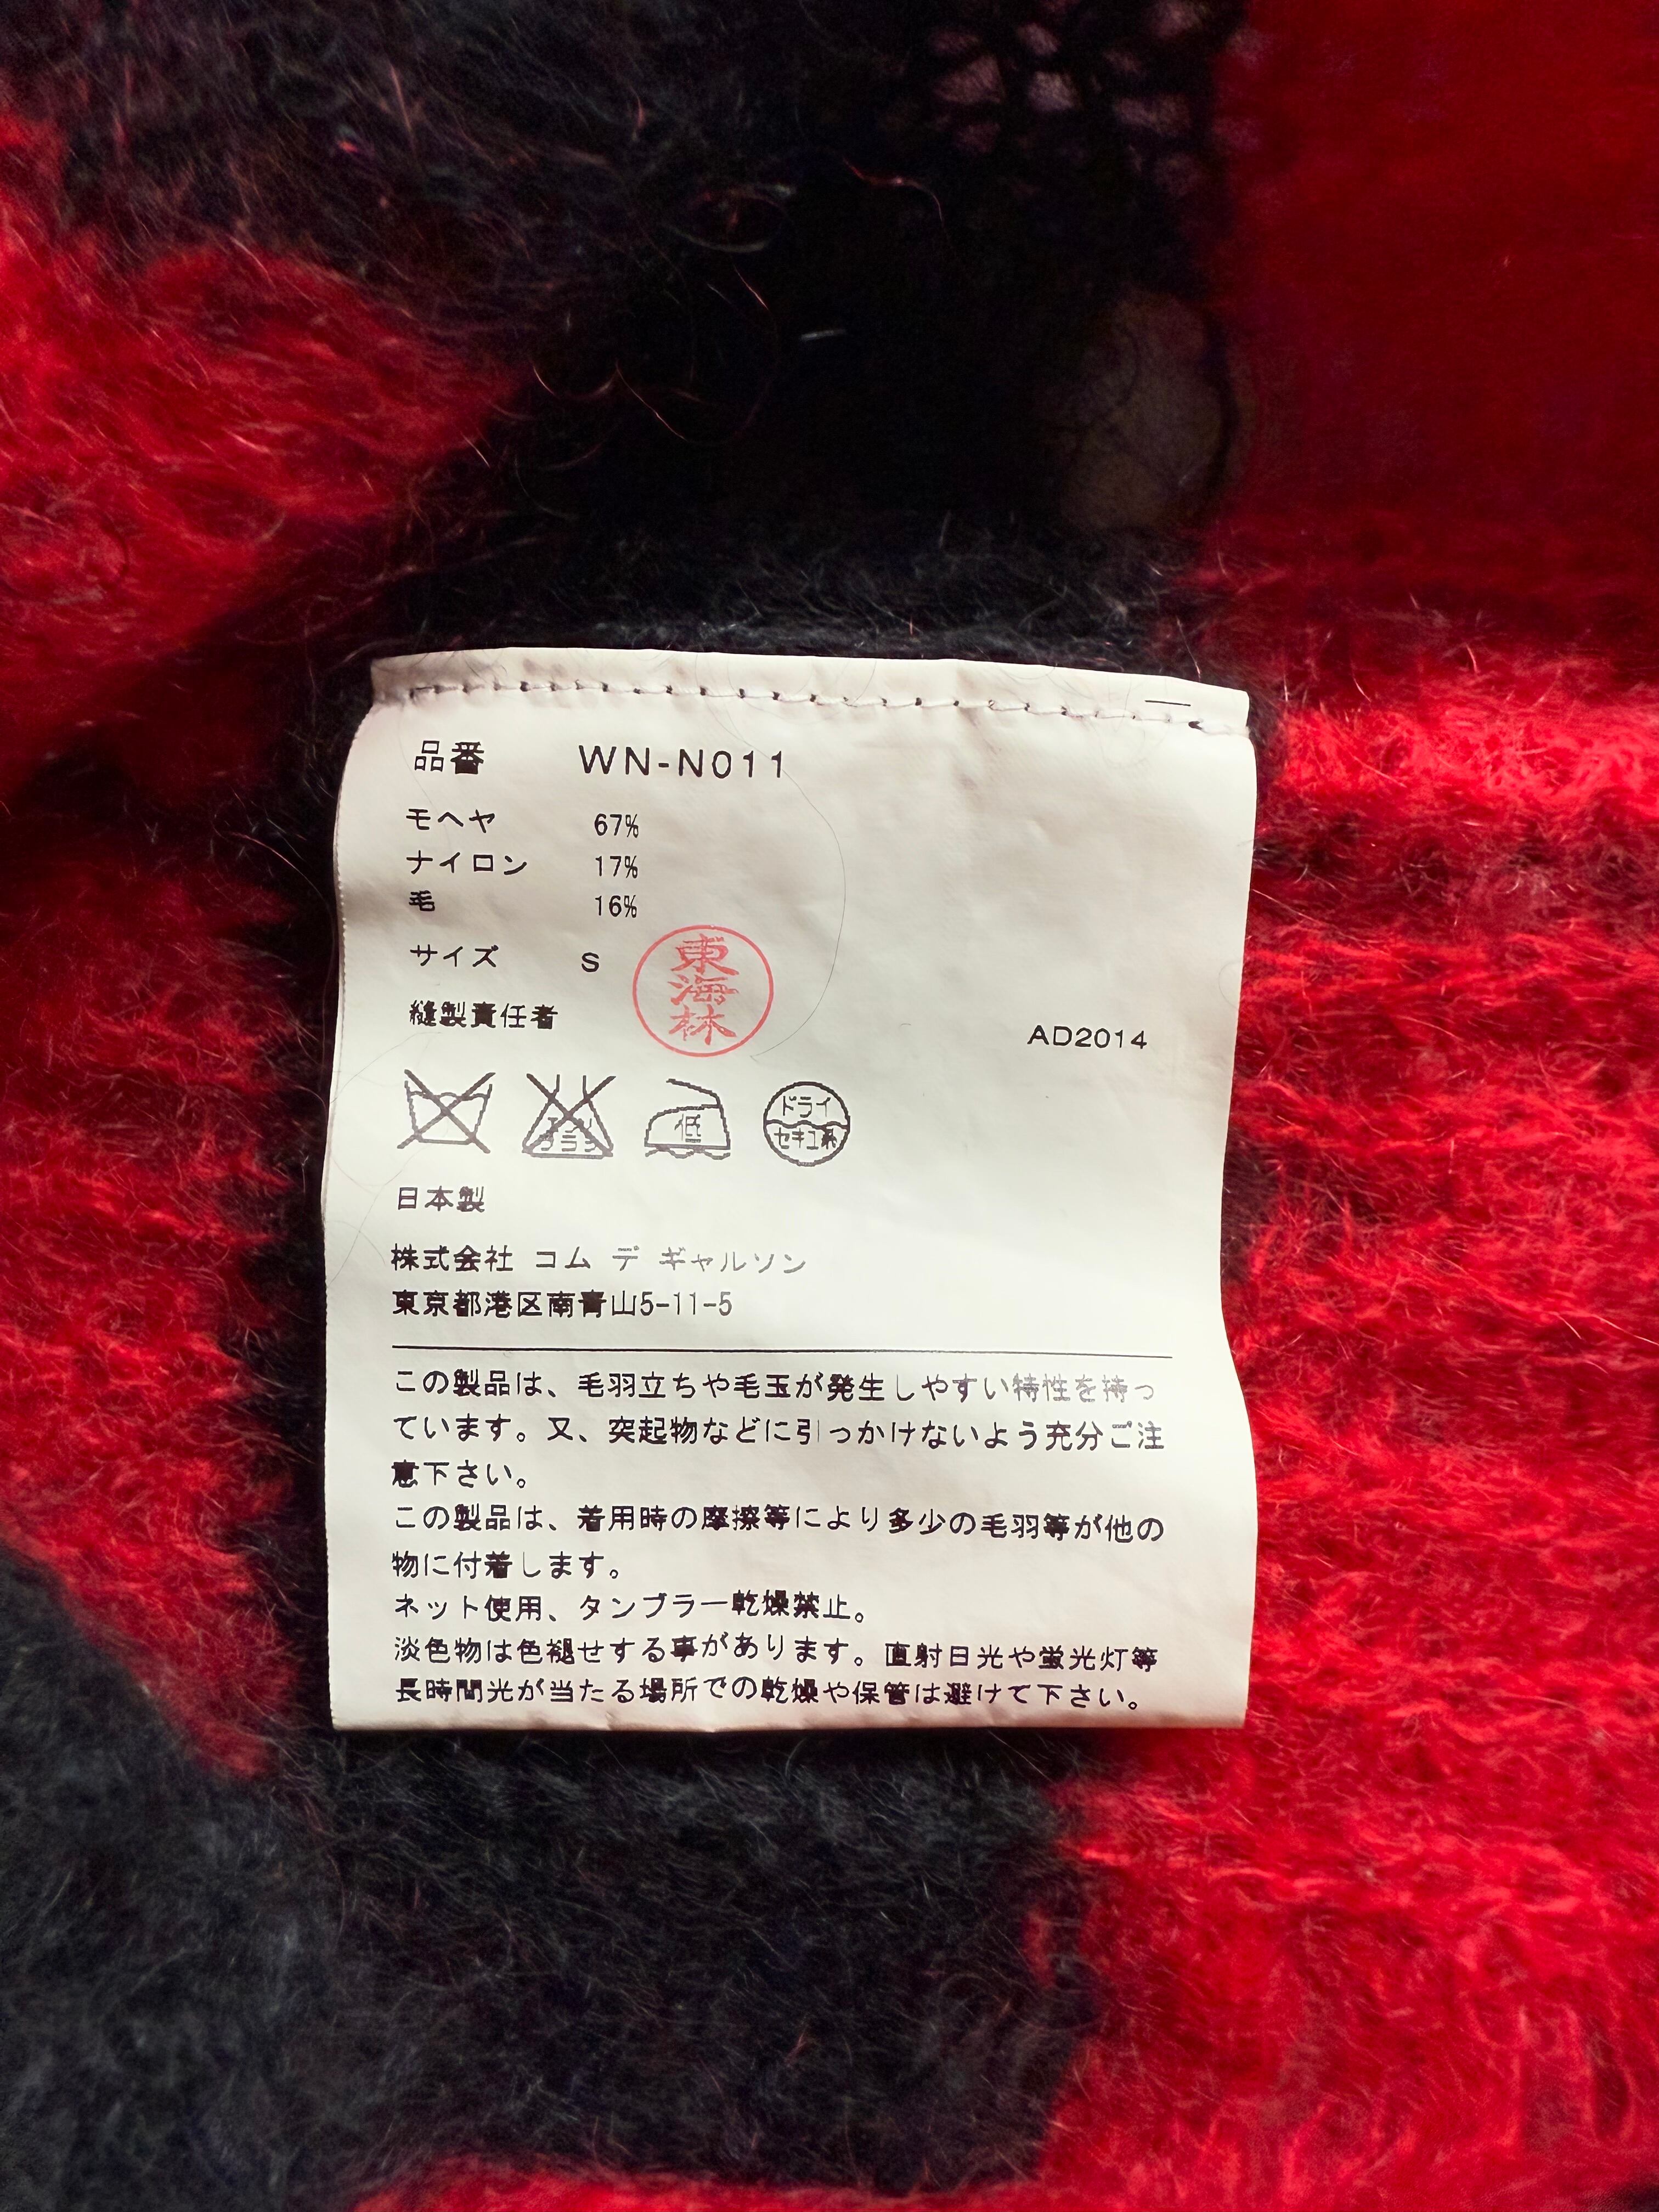 品番 WN-N011
モヘヤ 67%
ナイロン 17%
毛 16%
サイズ S
東海林
縫製責任者
AD2014
エンソ
サラシ
低
ドライ
セキユ系
日本製
株式会社 コム デ ギャルソン
東京都港区南青山5-11-5
この製品は、毛羽立ちや毛玉が発生しやすい特性を持っ
ています。又、突起物などに引っかけないよう充分ご注
意下さい。
この製品は、着用時の摩擦等により多少の毛羽等が他の
物に付着します。
ネット使用、タンブラー乾燥禁止。
淡色物は色褪せする事があります。直射日光や蛍光灯等
長時間光が当たる場所での乾燥や保管は避けて下さい。